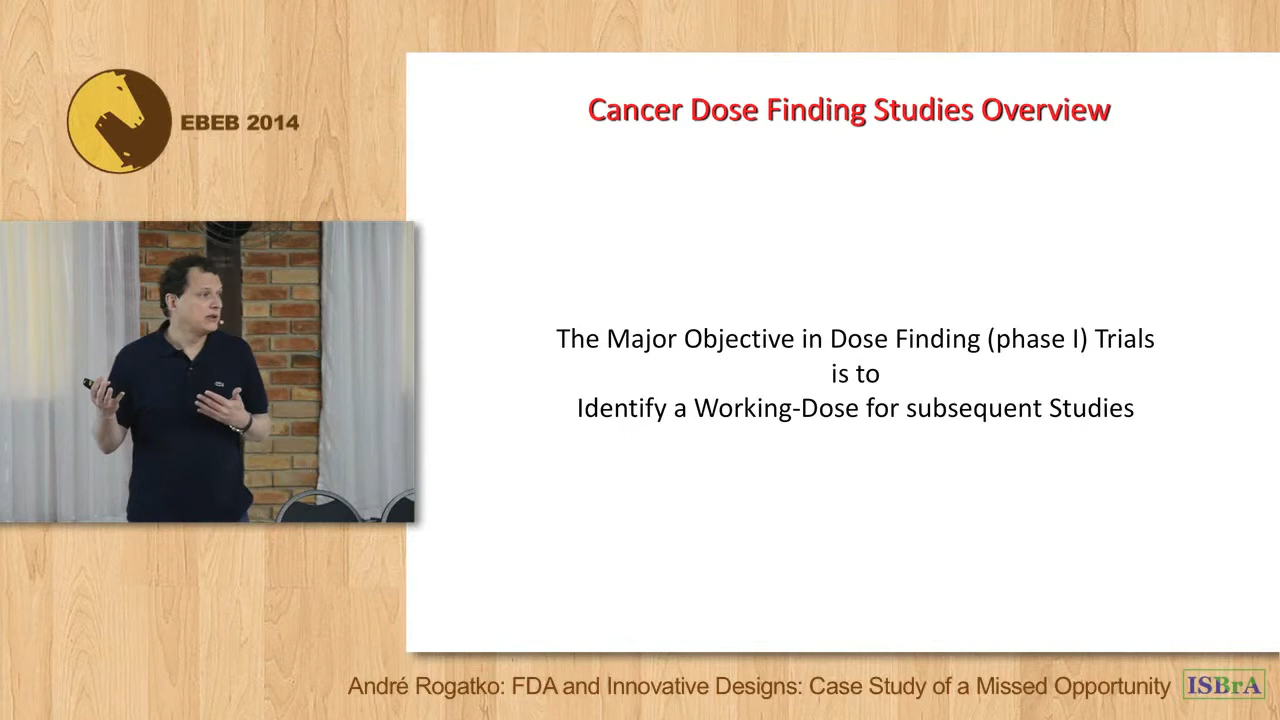 EBEB 2014
Cancer Dose Finding Studies Overview
The Major Objective in Dose Finding (phase I) Trials
is to
Identify a Working-Dose for subsequent Studies
André Rogatko: FDA and Innovative Designs: Case Study of a Missed Opportunity
ISBrA